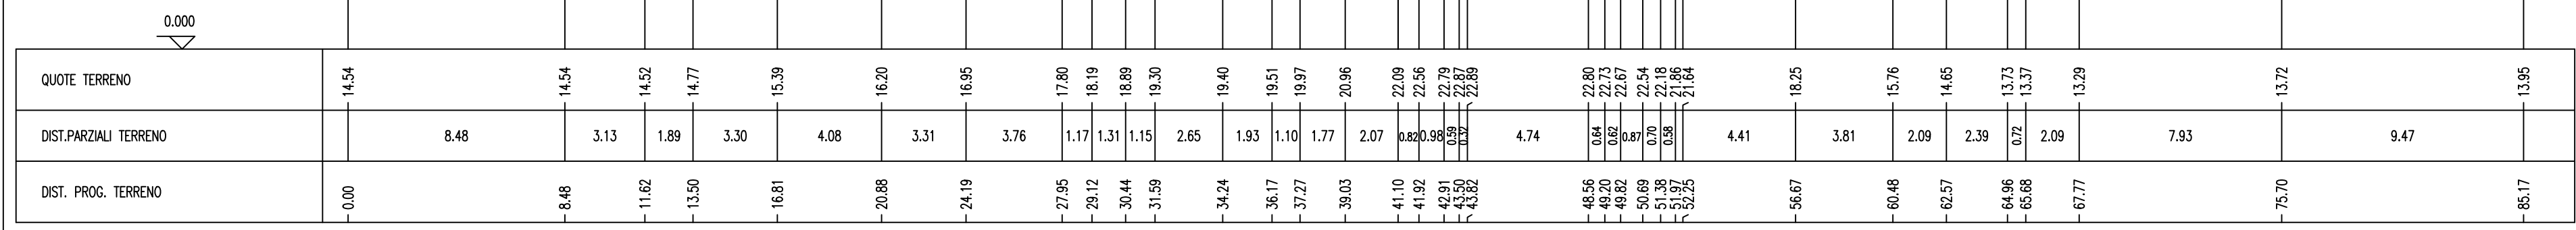 0.000
QUOTE TERRENO 14.54 14.54 14.52 14.77 15.39 16.20 16.95 17.80 18.19 18.89 19.30 19.40 19.51 19.97 20.96 22.09 22.56 22.79 22.87 22.89 22.80 22.73 22.67 22.54 22.18 21.86 21.64 18.25 15.76 14.65 13.73 13.37 13.29 13.72 13.95
DIST.PARZIALI TERRENO 8.48 3.13 1.89 3.30 4.08 3.31 3.76 1.17 1.31 1.15 2.65 1.93 1.10 1.77 2.07 0.82 0.98 0.59 0.32 4.74 0.64 0.62 0.87 0.70 0.58 4.41 3.81 2.09 2.39 0.72 2.09 7.93 9.47
DIST. PROG. TERRENO 0.00 8.48 11.62 13.50 16.81 20.88 24.19 27.95 29.12 30.44 31.59 34.24 36.17 37.27 39.03 41.10 41.92 42.91 43.50 43.82 48.56 49.20 49.82 50.69 51.38 51.97 52.25 56.67 60.48 62.57 64.96 65.68 67.77 75.70 85.17